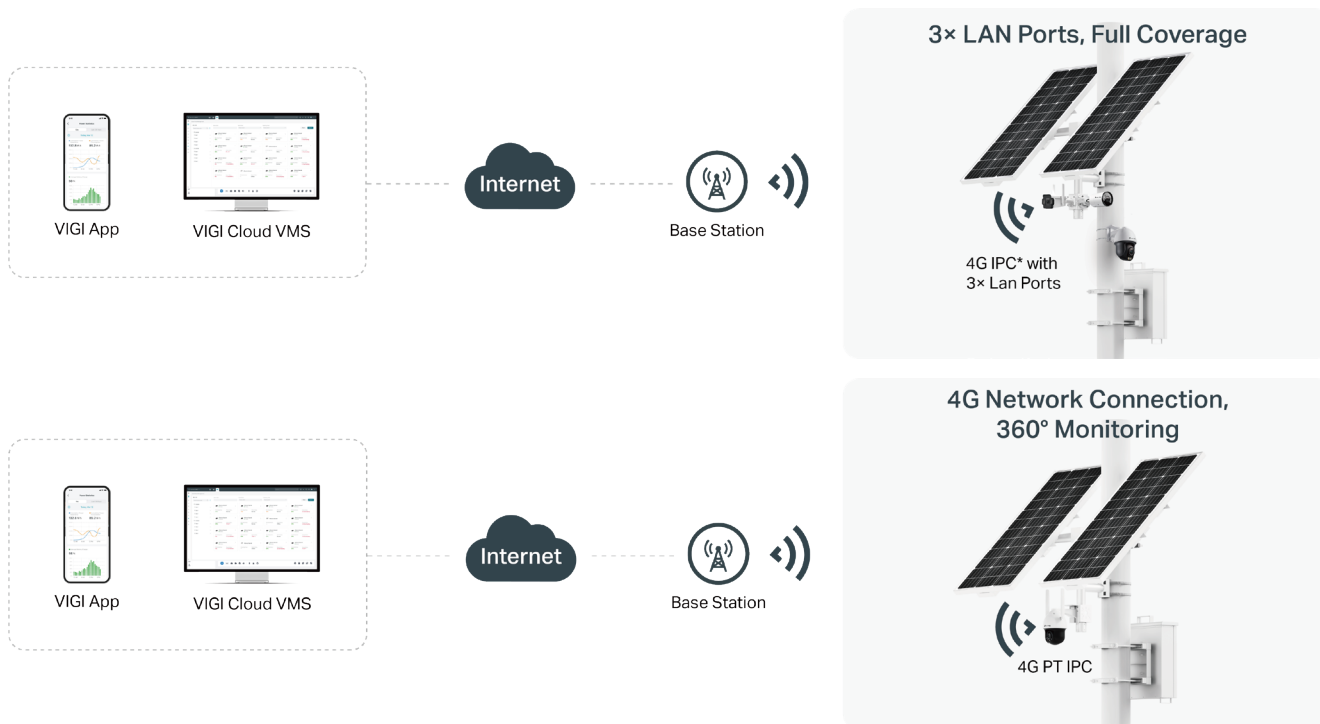 3× LAN Ports, Full Coverage
Internet
VIGI App
VIGI Cloud VMS
Base Station
4G IPC* with
3× Lan Ports
4G Network Connection,
360° Monitoring
Internet
VIGI App
VIGI Cloud VMS
Base Station
4G PT IPC